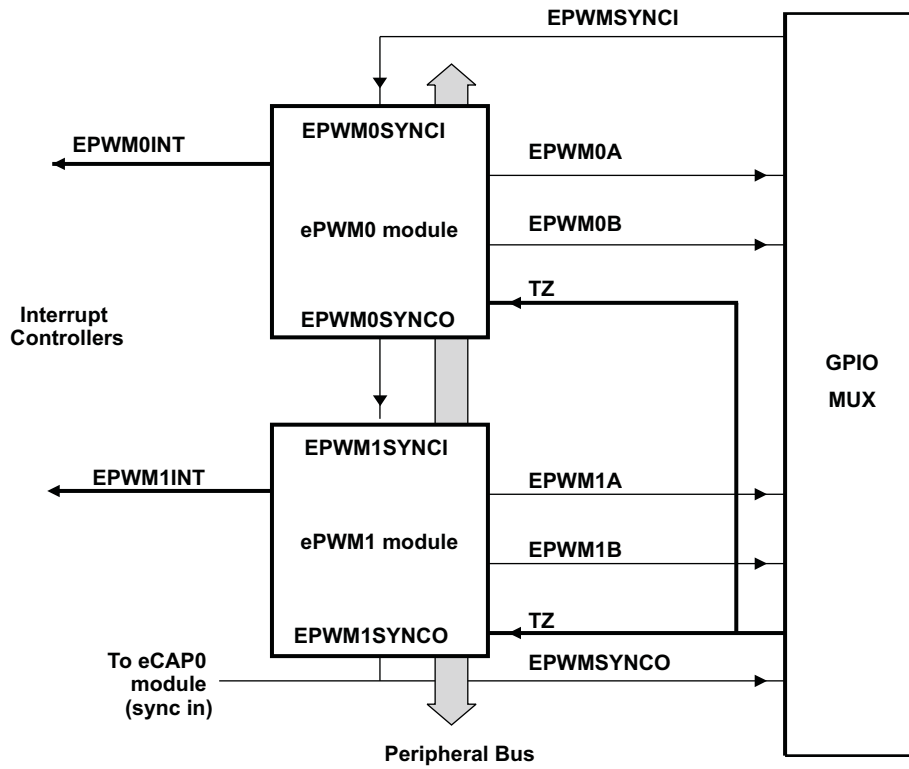 EPWMSYNCI
EPWM0SYNCI
EPWM0INT
EPWM0A
ePWM0 module
EPWM0B
TZ
EPWM0SYNCO
Interrupt
Controllers
GPIO
MUX
EPWM1SYNCI
EPWM1INT
EPWM1A
ePWM1 module
EPWM1B
TZ
EPWM1SYNCO
To eCAP0
module
(sync in)
EPWMSYNCO
Peripheral Bus